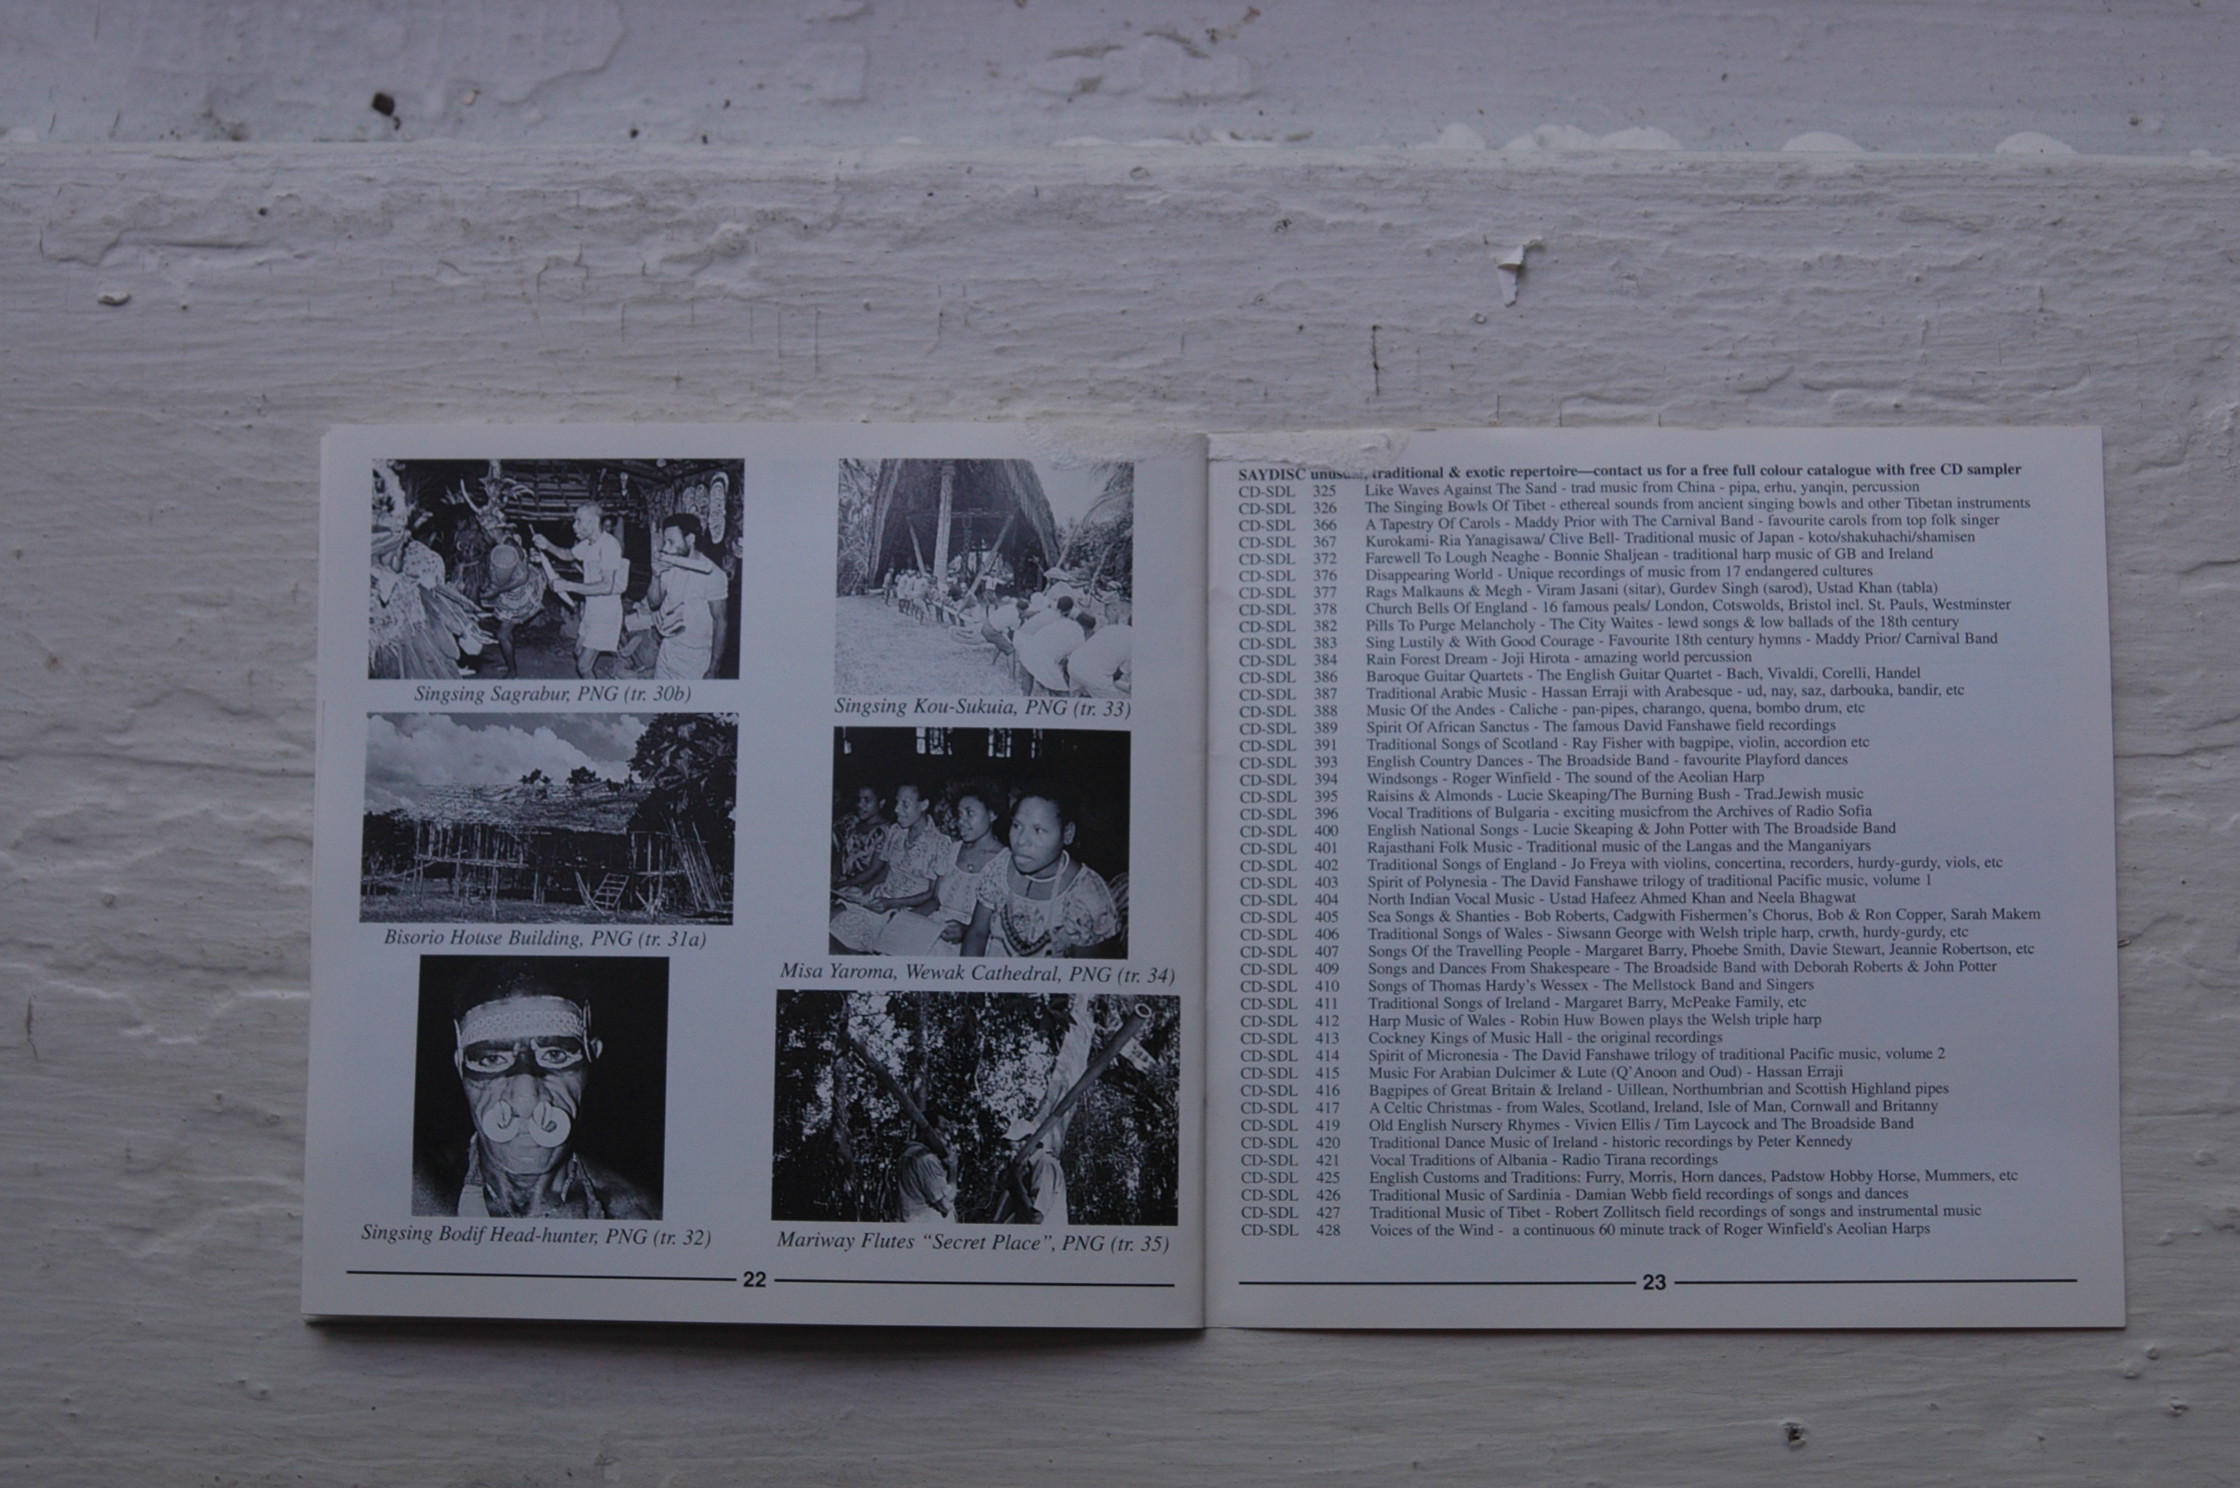 Singsing Sagrabur, PNG (tr. 30b)
Bisorio House Building, PNG (tr. 31a)
Singsing Bodif Head-hunter, PNG (tr. 32)
Singsing Kou-Sukuia, PNG (tr. 33)
Misa Yaroma, Wewak Cathedral, PNG (tr. 34)
Mariway Flutes "Secret Place", PNG (tr. 35)
22
SAYDISC unusual, traditional & exotic repertoire—contact us for a free full colour catalogue with free CD sampler
CD-SDL 325 Like Waves Against The Sand - trad music from China - pipa, erhu, yanqin, percussion
CD-SDL 326 The Singing Bowls Of Tibet - ethereal sounds from ancient singing bowls and other Tibetan instruments
CD-SDL 366 A Tapestry Of Carols - Maddy Prior with The Carnival Band - favourite carols from top folk singer
CD-SDL 367 Kurokami- Ria Yanagisawa/ Clive Bell- Traditional music of Japan - koto/shakuhachi/shamisen
CD-SDL 372 Farewell To Lough Neaghe - Bonnie Shaljean - traditional harp music of GB and Ireland
CD-SDL 376 Disappearing World - Unique recordings of music from 17 endangered cultures
CD-SDL 377 Rags Malkauns & Megh - Viram Jasani (sitar), Gurdev Singh (sarod), Ustad Khan (tabla)
CD-SDL 378 Church Bells Of England - 16 famous peals/ London, Cotswolds, Bristol incl. St. Pauls, Westminster
CD-SDL 382 Pills To Purge Melancholy - The City Waites - lewd songs & low ballads of the 18th century
CD-SDL 383 Sing Lustily & With Good Courage - Favourite 18th century hymns - Maddy Prior/ Carnival Band
CD-SDL 384 Rain Forest Dream - Joji Hirota - amazing world percussion
CD-SDL 386 Baroque Guitar Quartets - The English Guitar Quartet - Bach, Vivaldi, Corelli, Handel
CD-SDL 387 Traditional Arabic Music - Hassan Erraji with Arabesque - ud, nay, saz, darbouka, bandir, etc
CD-SDL 388 Music Of the Andes - Caliche - pan-pipes, charango, quena, bombo drum, etc
CD-SDL 389 Spirit Of African Sanctus - The famous David Fanshawe field recordings
CD-SDL 391 Traditional Songs of Scotland - Ray Fisher with bagpipe, violin, accordion etc
CD-SDL 393 English Country Dances - The Broadside Band - favourite Playford dances
CD-SDL 394 Windsongs - Roger Winfield - The sound of the Aeolian Harp
CD-SDL 395 Raisins & Almonds - Lucie Skeaping/The Burning Bush - Trad.Jewish music
CD-SDL 396 Vocal Traditions of Bulgaria - exciting musicfrom the Archives of Radio Sofia
CD-SDL 400 English National Songs - Lucie Skeaping & John Potter with The Broadside Band
CD-SDL 401 Rajasthani Folk Music - Traditional music of the Langas and the Manganiyars
CD-SDL 402 Traditional Songs of England - Jo Freya with violins, concertina, recorders, hurdy-gurdy, viols, etc
CD-SDL 403 Spirit of Polynesia - The David Fanshawe trilogy of traditional Pacific music, volume 1
CD-SDL 404 North Indian Vocal Music - Ustad Hafeez Ahmed Khan and Neela Bhagwat
CD-SDL 405 Sea Songs & Shanties - Bob Roberts, Cadgwith Fishermen's Chorus, Bob & Ron Copper, Sarah Makem
CD-SDL 406 Traditional Songs of Wales - Siwsann George with Welsh triple harp, crwth, hurdy-gurdy, etc
CD-SDL 407 Songs Of the Travelling People - Margaret Barry, Phoebe Smith, Davie Stewart, Jeannie Robertson, etc
CD-SDL 409 Songs and Dances From Shakespeare - The Broadside Band with Deborah Roberts & John Potter
CD-SDL 410 Songs of Thomas Hardy's Wessex - The Mellstock Band and Singers
CD-SDL 411 Traditional Songs of Ireland - Margaret Barry, McPeake Family, etc
CD-SDL 412 Harp Music of Wales - Robin Huw Bowen plays the Welsh triple harp
CD-SDL 413 Cockney Kings of Music Hall - the original recordings
CD-SDL 414 Spirit of Micronesia - The David Fanshawe trilogy of traditional Pacific music, volume 2
CD-SDL 415 Music For Arabian Dulcimer & Lute (Q'Anoon and Oud) - Hassan Erraji
CD-SDL 416 Bagpipes of Great Britain & Ireland - Uillean, Northumbrian and Scottish Highland pipes
CD-SDL 417 A Celtic Christmas - from Wales, Scotland, Ireland, Isle of Man, Cornwall and Britanny
CD-SDL 419 Old English Nursery Rhymes - Vivien Ellis / Tim Laycock and The Broadside Band
CD-SDL 420 Traditional Dance Music of Ireland - historic recordings by Peter Kennedy
CD-SDL 421 Vocal Traditions of Albania - Radio Tirana recordings
CD-SDL 425 English Customs and Traditions: Furry, Morris, Horn dances, Padstow Hobby Horse, Mummers, etc
CD-SDL 426 Traditional Music of Sardinia - Damian Webb field recordings of songs and dances
CD-SDL 427 Traditional Music of Tibet - Robert Zollitsch field recordings of songs and instrumental music
CD-SDL 428 Voices of the Wind - a continuous 60 minute track of Roger Winfield's Aeolian Harps
23